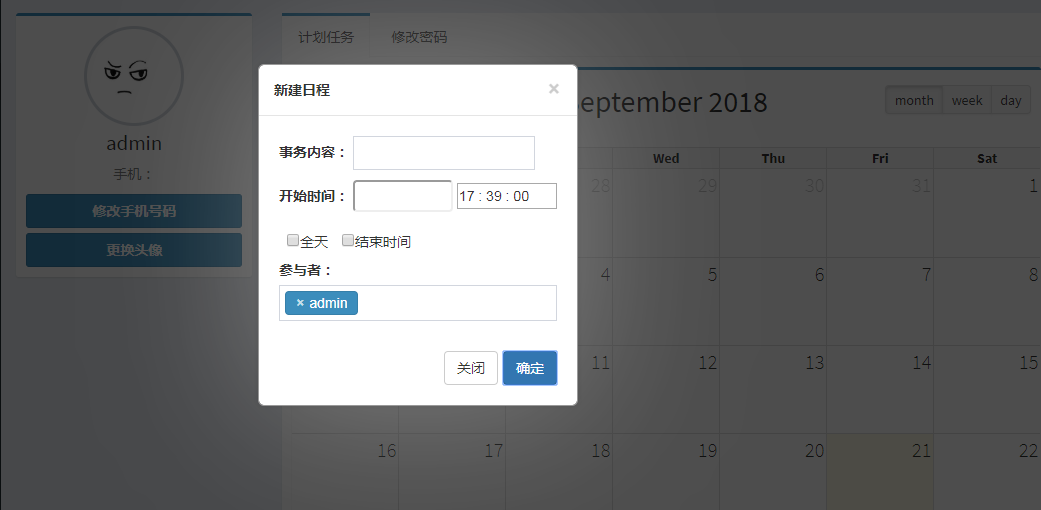 计划任务 修改密码
admin
手机：
修改手机号码
更换头像
新建日程 ×
事务内容：
开始时间： 17 : 39 : 00
全天 结束时间
参与者：
× admin
关闭 确定
eptember 2018
month week day
Wed Thu Fri Sat
28 29 30 31 1
4 5 6 7 8
11 12 13 14 15
16 17 18 19 20 21 22